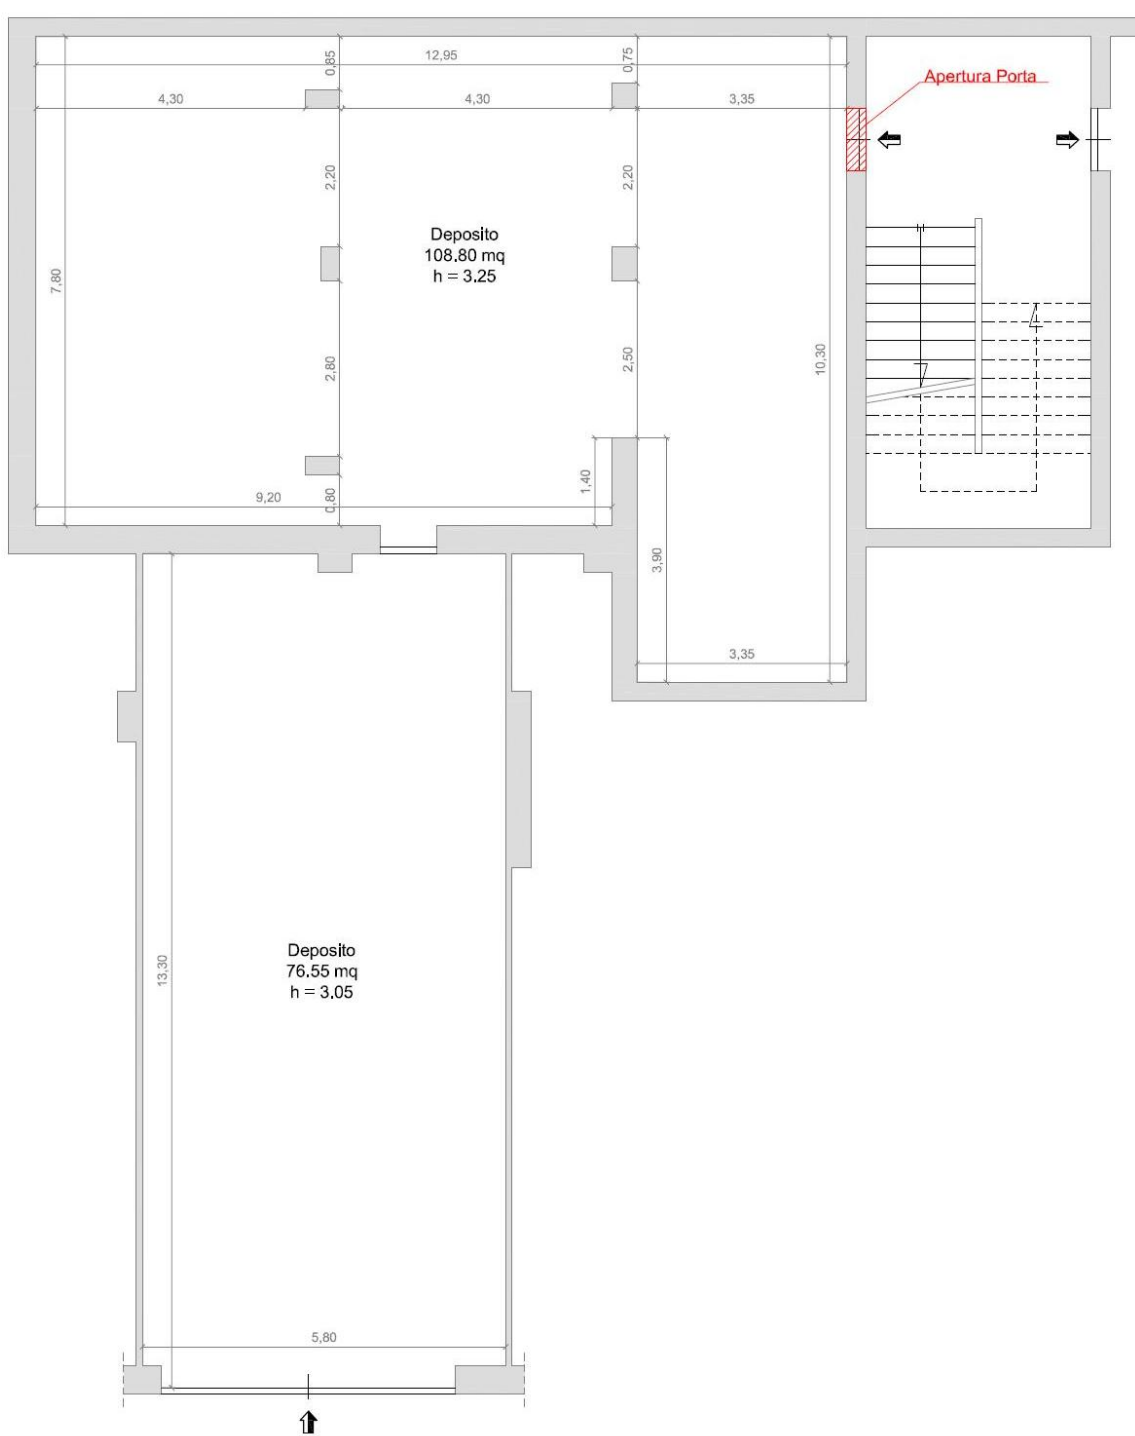 12,95
0,85
0,75
Apertura Porta
4,30
4,30
3,35
2,20
2,20
Deposito
108.80 mq
h = 3.25
7,80
2,80
2,50
10,30
1,40
9,20
0,80
3,90
3,35
Deposito
76.55 mq
h = 3.05
13,30
5,80